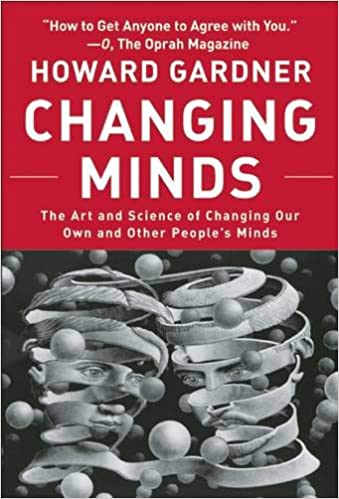 "How to Get Anyone to Agree with You."
—O, The Oprah Magazine
HOWARD GARDNER
CHANGING
MINDS
The Art and Science of Changing Our
Own and Other People's Minds